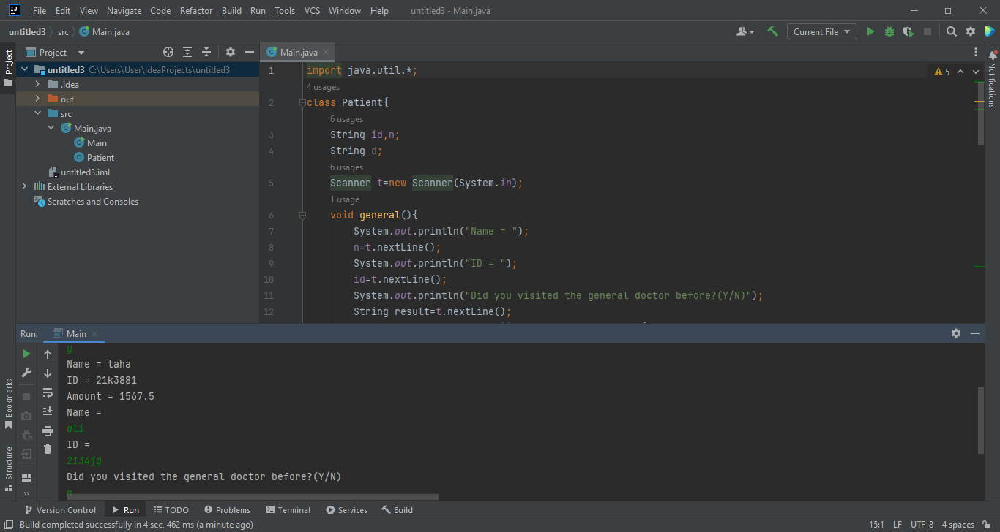 File Edit View Navigate Code Refactor Build Run Tools VCS Window Help untitled3 - Main.java
untitled3 src Main.java Current File
Project Main.java
untitled3 C:\Users\User\IdeaProjects\untitled3
.idea
out
src
Main.java
Main
Patient
untitled3.iml
External Libraries
Scratches and Consoles
1 import java.util.*; 5
4 usages
2 class Patient{
6 usages
3 String id,n;
4 String d;
6 usages
5 Scanner t=new Scanner(System.in);
1 usage
6 void general(){
7 System.out.println("Name = ");
8 n=t.nextLine();
9 System.out.println("ID = ");
10 id=t.nextLine();
11 System.out.println("Did you visited the general doctor before?(Y/N)");
12 String result=t.nextLine();
Project
Notifications
Bookmarks
Structure
Run: Main
y
Name = taha
ID = 21k3881
Amount = 1567.5
Name =
ali
ID =
2134jg
Did you visited the general doctor before?(Y/N)
Version Control Run TODO Problems Terminal Services Build
Build completed successfully in 4 sec, 462 ms (a minute ago) 15:1 LF UTF-8 4 spaces